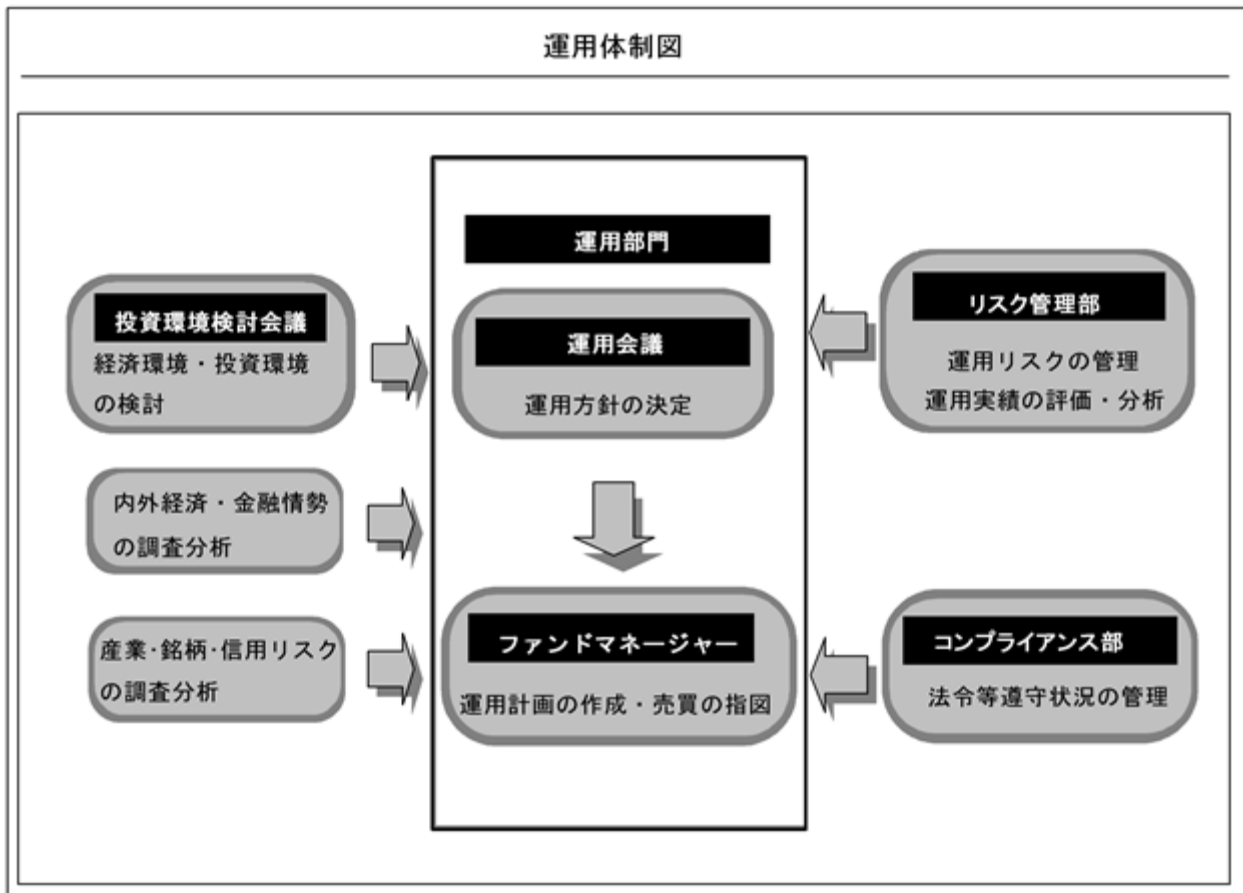 運用体制図
投資環境検討会議
経済環境・投資環境
の検討
内外経済・金融情勢
の調査分析
産業・銘柄・信用リスク
の調査分析
運用部門
運用会議
運用方針の決定
ファンドマネージャー
運用計画の作成・売買の指図
リスク管理部
運用リスクの管理
運用実績の評価・分析
コンプライアンス部
法令等遵守状況の管理